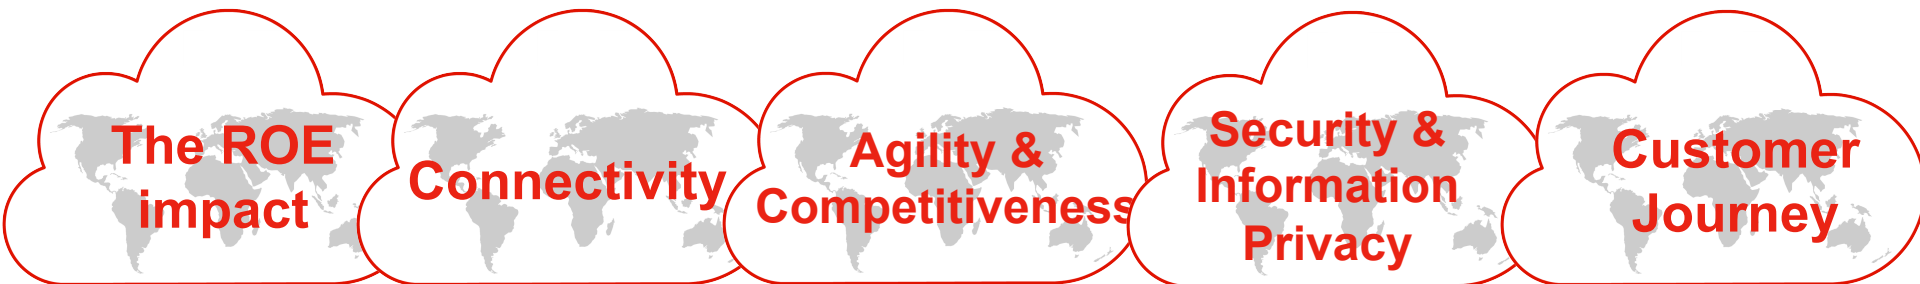 The ROE
impact
Connectivity
Agility &
Competitiveness
Security &
Information
Privacy
Customer
Journey